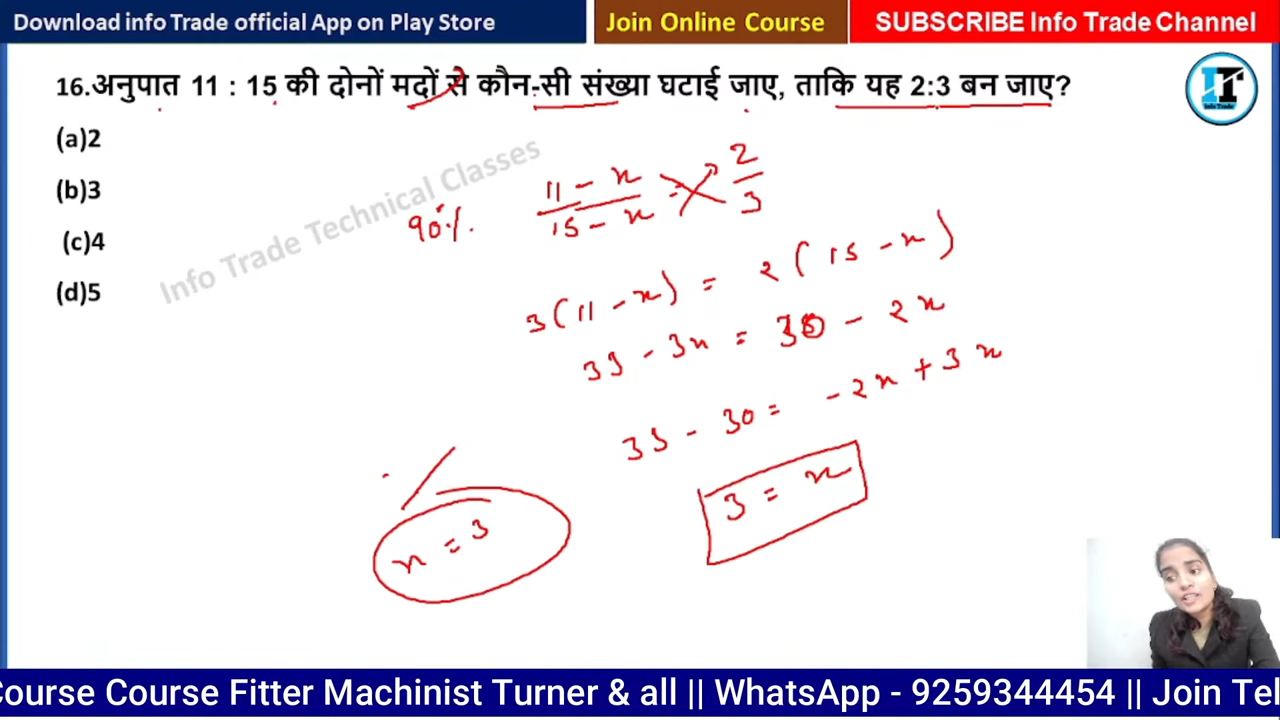 Download info Trade official App on Play Store
Join Online Course
SUBSCRIBE Info Trade Channel
16.अनुपात 11 : 15 की दोनों मदों से कौन-सी संख्या घटाई जाए, ताकि यह 2:3 बन जाए?
IT
Info Trade
(a)2
(b)3
(c)4
(d)5
Info Trade Technical Classes
90%.
11 - x / 15 - x = 2 / 3
3(11 - x) = 2(15 - x)
33 - 3x = 30 - 2x
33 - 30 = - 2x + 3x
3 = x
x = 3
Course Course Fitter Machinist Turner & all || WhatsApp - 9259344454 || Join Tel